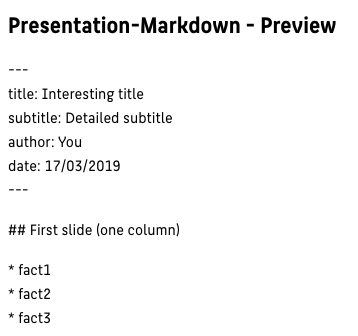 Presentation-Markdown - Preview
---
title: Interesting title
subtitle: Detailed subtitle
author: You
date: 17/03/2019
---
## First slide (one column)
* fact1
* fact2
* fact3